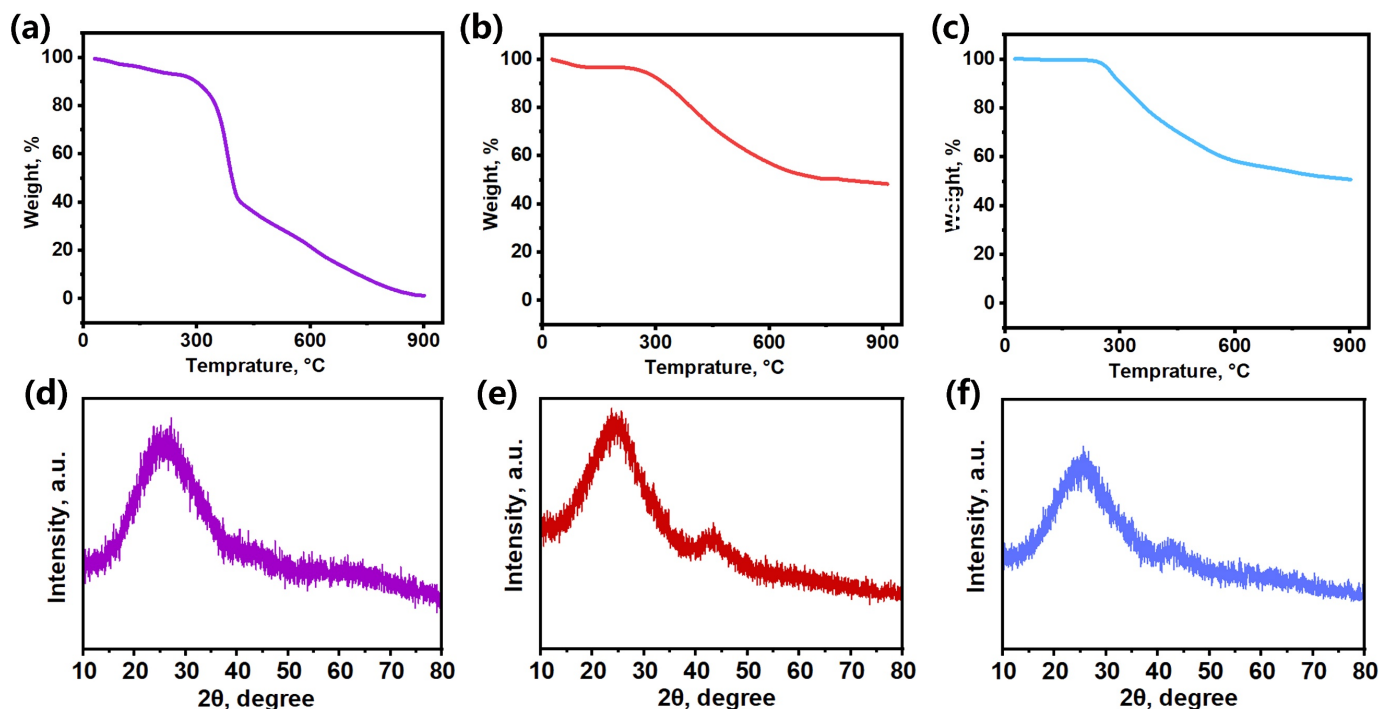 (a)
100
80
60
40
20
0
Weight, %
0 300 600 900
Temprature, °C
(b)
100
80
60
40
20
0
Weight, %
0 300 600 900
Temprature, °C
(c)
100
80
60
40
20
0
Weight, %
0 300 600 900
Temprature, °C
(d)
Intensity, a.u.
10 20 30 40 50 60 70 80
2θ, degree
(e)
Intensity, a.u.
10 20 30 40 50 60 70 80
2θ, degree
(f)
Intensity, a.u.
10 20 30 40 50 60 70 80
2θ, degree